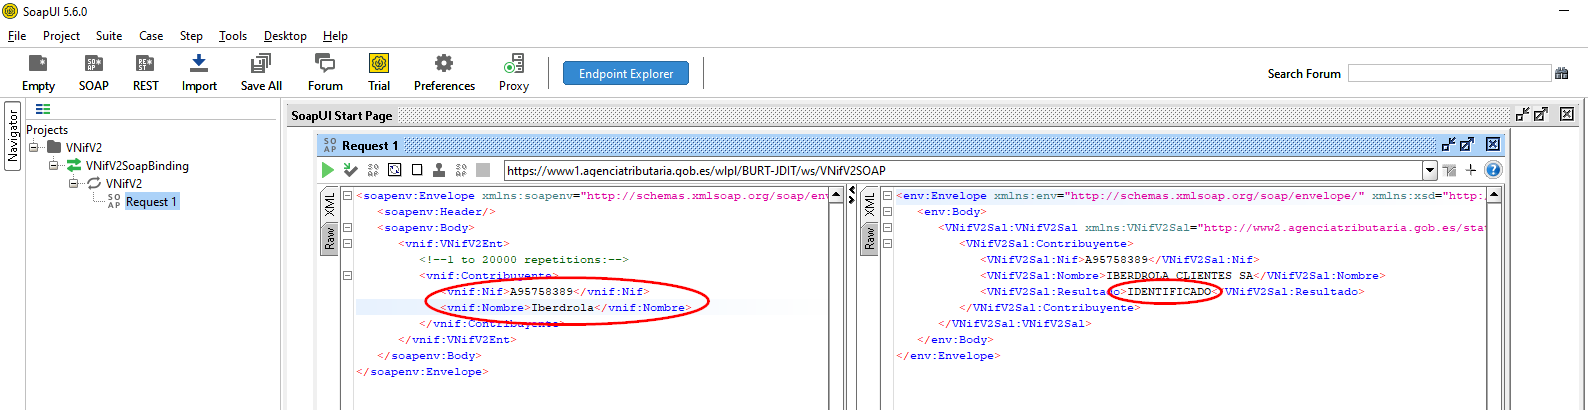 SoapUI 5.6.0
File Project Suite Case Step Tools Desktop Help
Empty SOAP REST Import Save All Forum Trial Preferences Proxy Endpoint Explorer Search Forum
Navigator
Projects
VNifV2
VNifV2SoapBinding
VNifV2
SO AP Request 1
SoapUI Start Page
SO AP Request 1
https://www1.agenciatributaria.gob.es/wlpl/BURT-JDIT/ws/VNifV2SOAP
XML
Raw
<soapenv:Envelope xmlns:soapenv="http://schemas.xmlsoap.org/soap/env
<soapenv:Header/>
<soapenv:Body>
<vnif:VNifV2Ent>
<!--1 to 20000 repetitions:-->
<vnif:Contribuyente>
<vnif:Nif>A95758389</vnif:Nif>
<vnif:Nombre>Iberdrola</vnif:Nombre>
</vnif:Contribuyente>
</vnif:VNifV2Ent>
</soapenv:Body>
</soapenv:Envelope>
XML
Raw
<env:Envelope xmlns:env="http://schemas.xmlsoap.org/soap/envelope/" xmlns:xsd="http:
<env:Body>
<VNifV2Sal:VNifV2Sal xmlns:VNifV2Sal="http://www2.agenciatributaria.gob.es/sta
<VNifV2Sal:Contribuyente>
<VNifV2Sal:Nif>A95758389</VNifV2Sal:Nif>
<VNifV2Sal:Nombre>IBERDROLA CLIENTES SA</VNifV2Sal:Nombre>
<VNifV2Sal:Resultado>IDENTIFICADO</VNifV2Sal:Resultado>
</VNifV2Sal:Contribuyente>
</VNifV2Sal:VNifV2Sal>
</env:Body>
</env:Envelope>